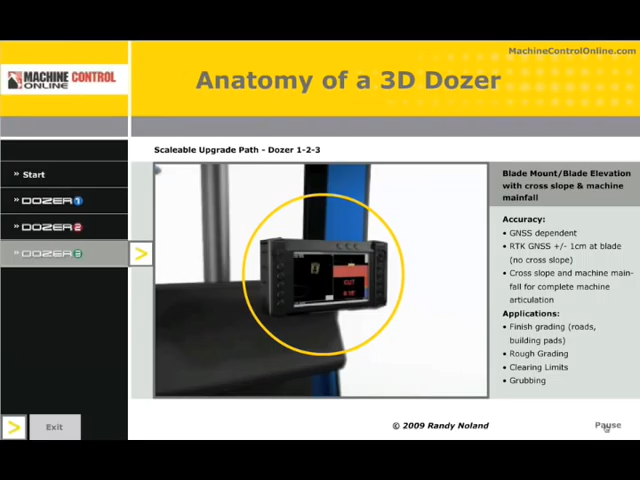 MachineControlOnline.com
MACHINE CONTROL
ONLINE
Anatomy of a 3D Dozer
Scaleable Upgrade Path - Dozer 1-2-3
» Start
» DOZER 1
» DOZER 2
» DOZER 3
>
Blade Mount/Blade Elevation
with cross slope & machine
mainfall
Accuracy:
• GNSS dependent
• RTK GNSS +/- 1cm at blade
(no cross slope)
• Cross slope and machine main-
fall for complete machine
articulation
Applications:
• Finish grading (roads,
building pads)
• Rough Grading
• Clearing Limits
• Grubbing
CUT
> Exit
© 2009 Randy Noland
Pause